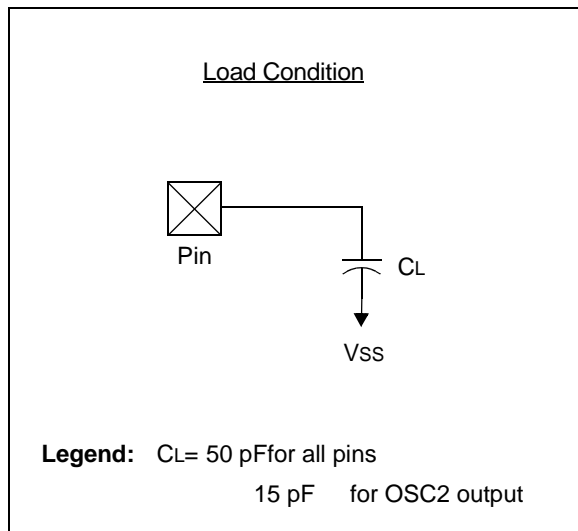 Load Condition
Pin
CL
VSS
Legend: CL= 50 pFfor all pins
15 pF for OSC2 output